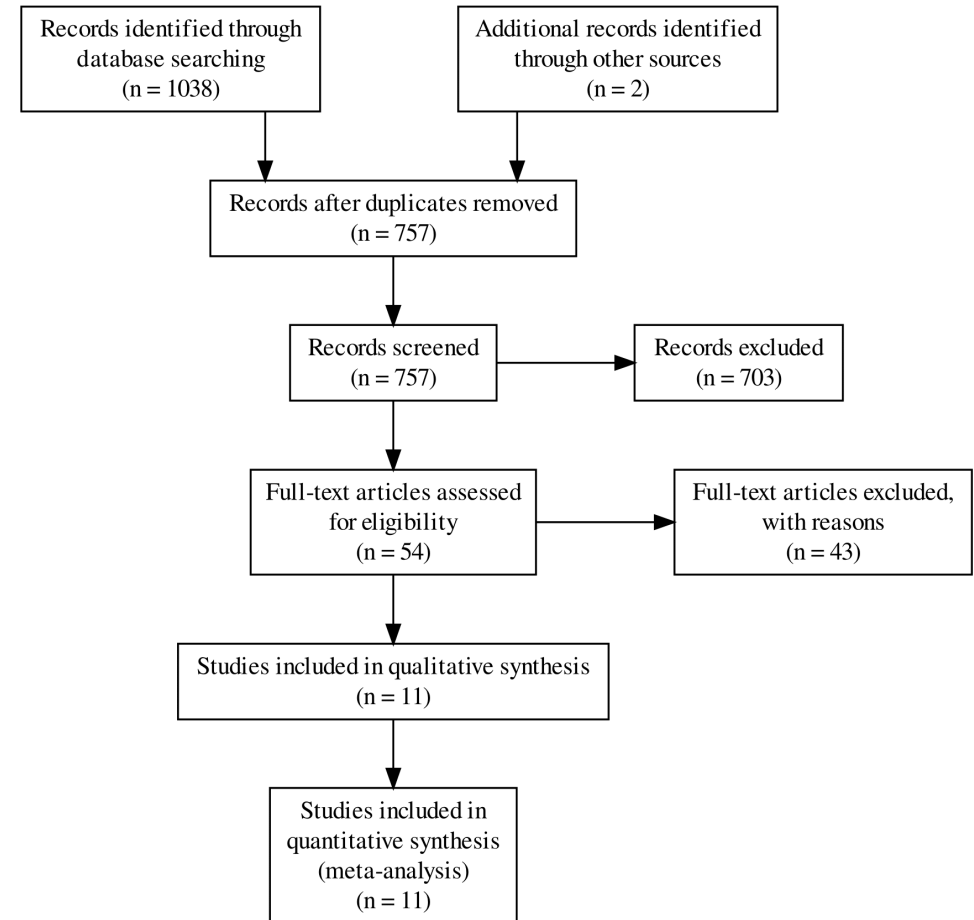 Records identified through
database searching
(n = 1038)
Additional records identified
through other sources
(n = 2)
Records after duplicates removed
(n = 757)
Records screened
(n = 757)
Records excluded
(n = 703)
Full-text articles assessed
for eligibility
(n = 54)
Full-text articles excluded,
with reasons
(n = 43)
Studies included in qualitative synthesis
(n = 11)
Studies included in
quantitative synthesis
(meta-analysis)
(n = 11)